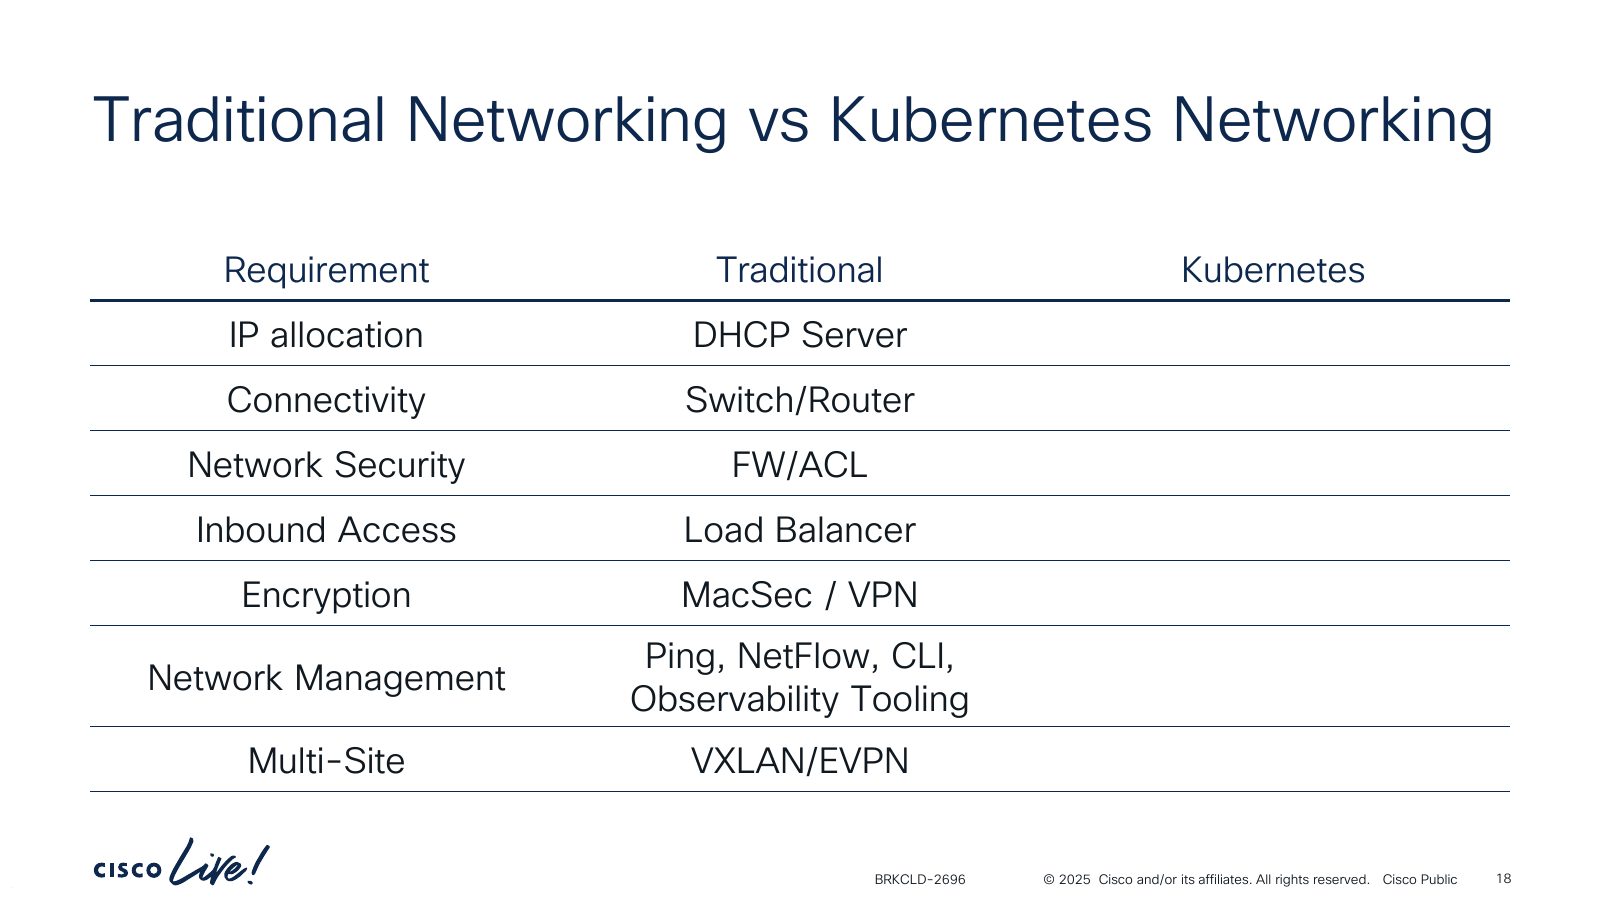 Traditional Networking vs Kubernetes Networking
Requirement Traditional Kubernetes
IP allocation DHCP Server
Connectivity Switch/Router
Network Security FW/ACL
Inbound Access Load Balancer
Encryption MacSec / VPN
Network Management Ping, NetFlow, CLI,
Observability Tooling
Multi-Site VXLAN/EVPN
CISCO Live!
BRKCLD-2696 © 2025 Cisco and/or its affiliates. All rights reserved. Cisco Public 18